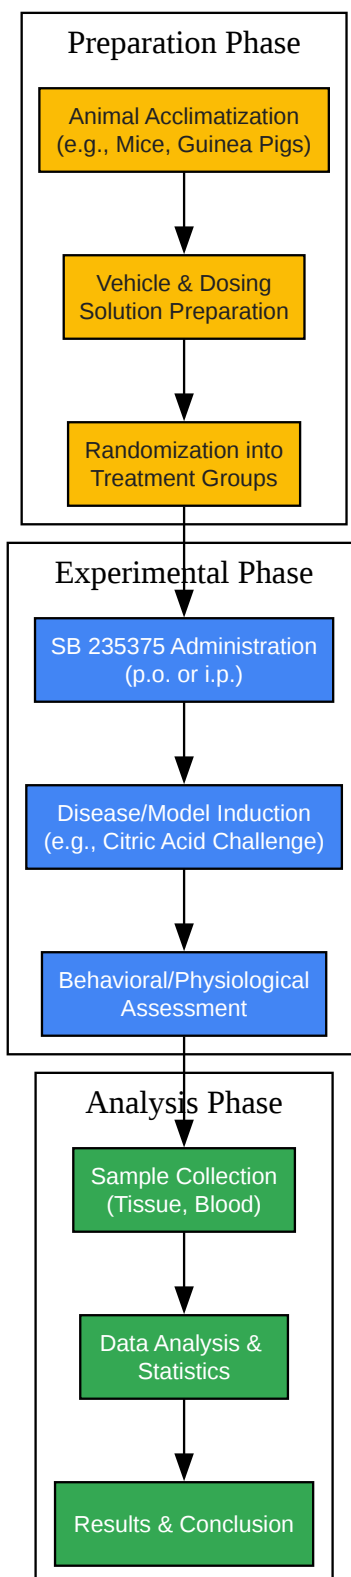 Preparation Phase
Animal Acclimatization
(e.g., Mice, Guinea Pigs)
Vehicle & Dosing
Solution Preparation
Randomization into
Treatment Groups
Experimental Phase
SB 235375 Administration
(p.o. or i.p.)
Disease/Model Induction
(e.g., Citric Acid Challenge)
Behavioral/Physiological
Assessment
Analysis Phase
Sample Collection
(Tissue, Blood)
Data Analysis &
Statistics
Results & Conclusion